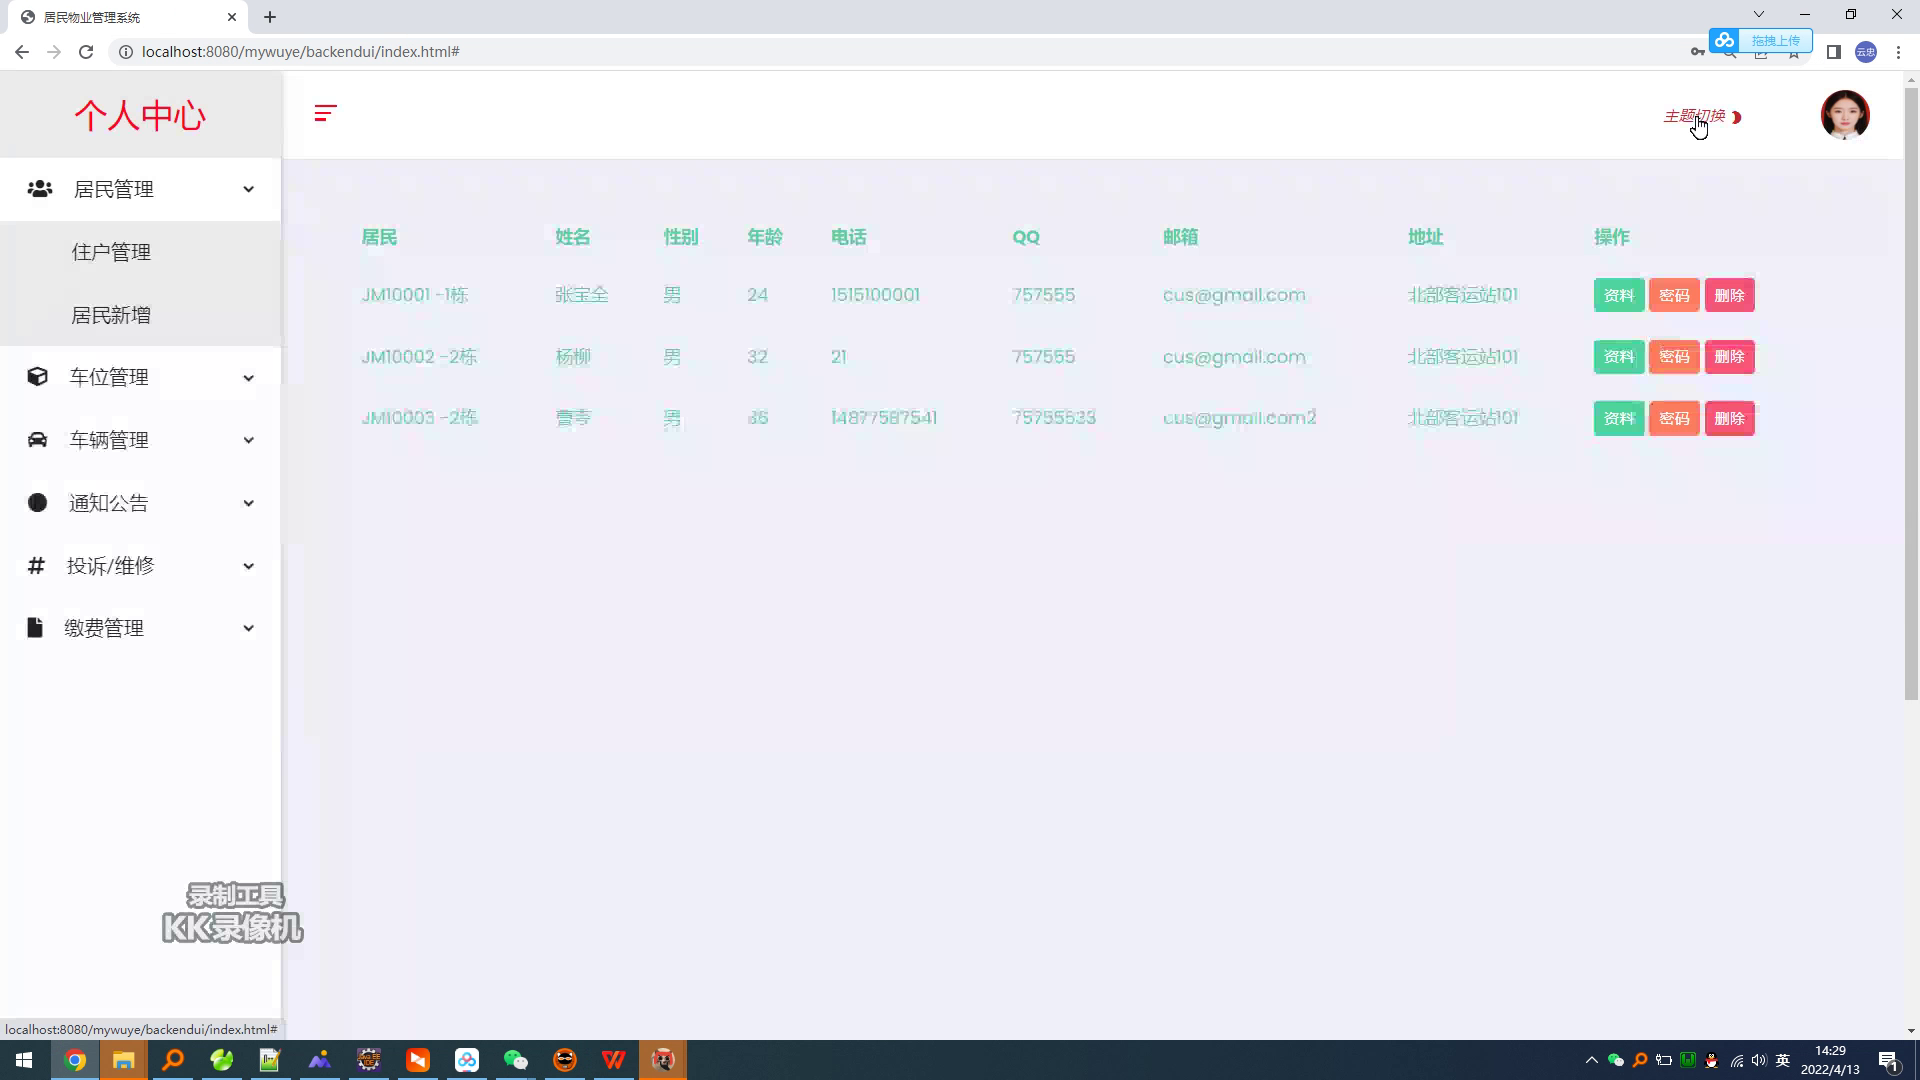 居民物业管理系统
localhost:8080/mywuye/backendui/index.html#
拖拽上传
云忠
个人中心
主题切换
居民管理
住户管理
居民新增
车位管理
车辆管理
通知公告
投诉/维修
缴费管理
居民 姓名 性别 年龄 电话 QQ 邮箱 地址 操作
JM10001 -1栋 张宝全 男 24 1515100001 757555 cus@gmail.com 北部客运站101 资料 密码 删除
JM10002 -2栋 杨柳 男 32 21 757555 cus@gmail.com 北部客运站101 资料 密码 删除
JM10003 -2栋 男 36 14877587541 75755533 cus@gmail.com2 北部客运站101 资料 密码 删除
录制工具
KK录像机
localhost:8080/mywuye/backendui/index.html#
英
14:29
2022/4/13
1